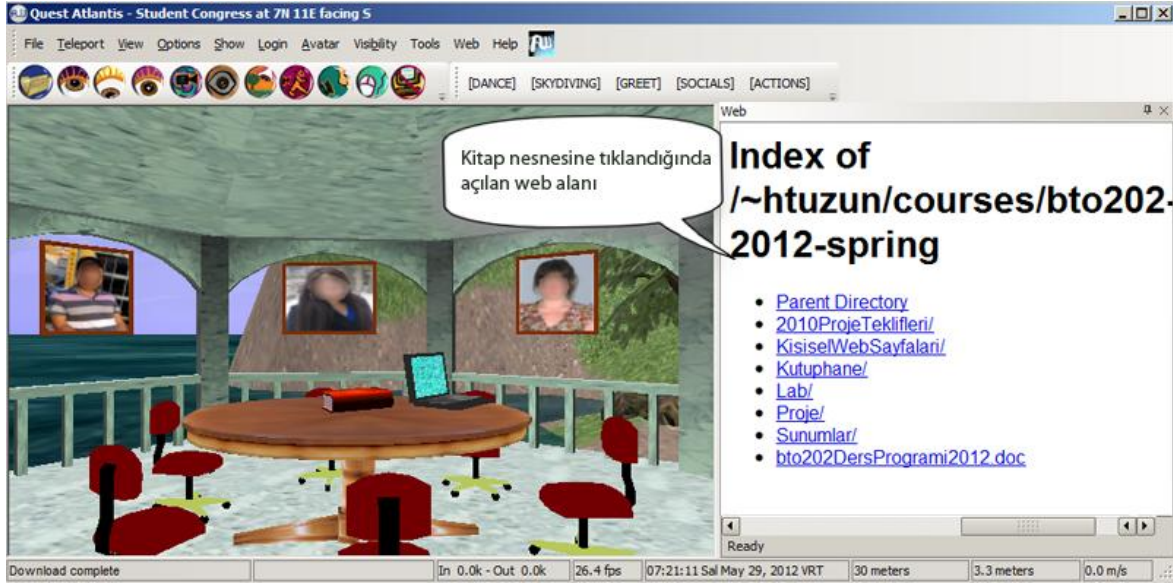 Quest Atlantis - Student Congress at 7N 11E facing S
File Teleport View Options Show Login Avatar Visibility Tools Web Help
[DANCE] [SKYDIVING] [GREET] [SOCIALS] [ACTIONS]
Web
Kitap nesnesine tıklandığında
açılan web alanı
Index of
/~htuzun/courses/bto202-
2012-spring
Parent Directory
2010ProjeTeklifleri/
KisiselWebSayfalari/
Kutuphane/
Lab/
Proje/
Sunumlar/
bto202DersProgrami2012.doc
Ready
Download complete In 0.0k - Out 0.0k 26.4 fps 07:21:11 Sal May 29, 2012 VRT 30 meters 3.3 meters 0.0 m/s